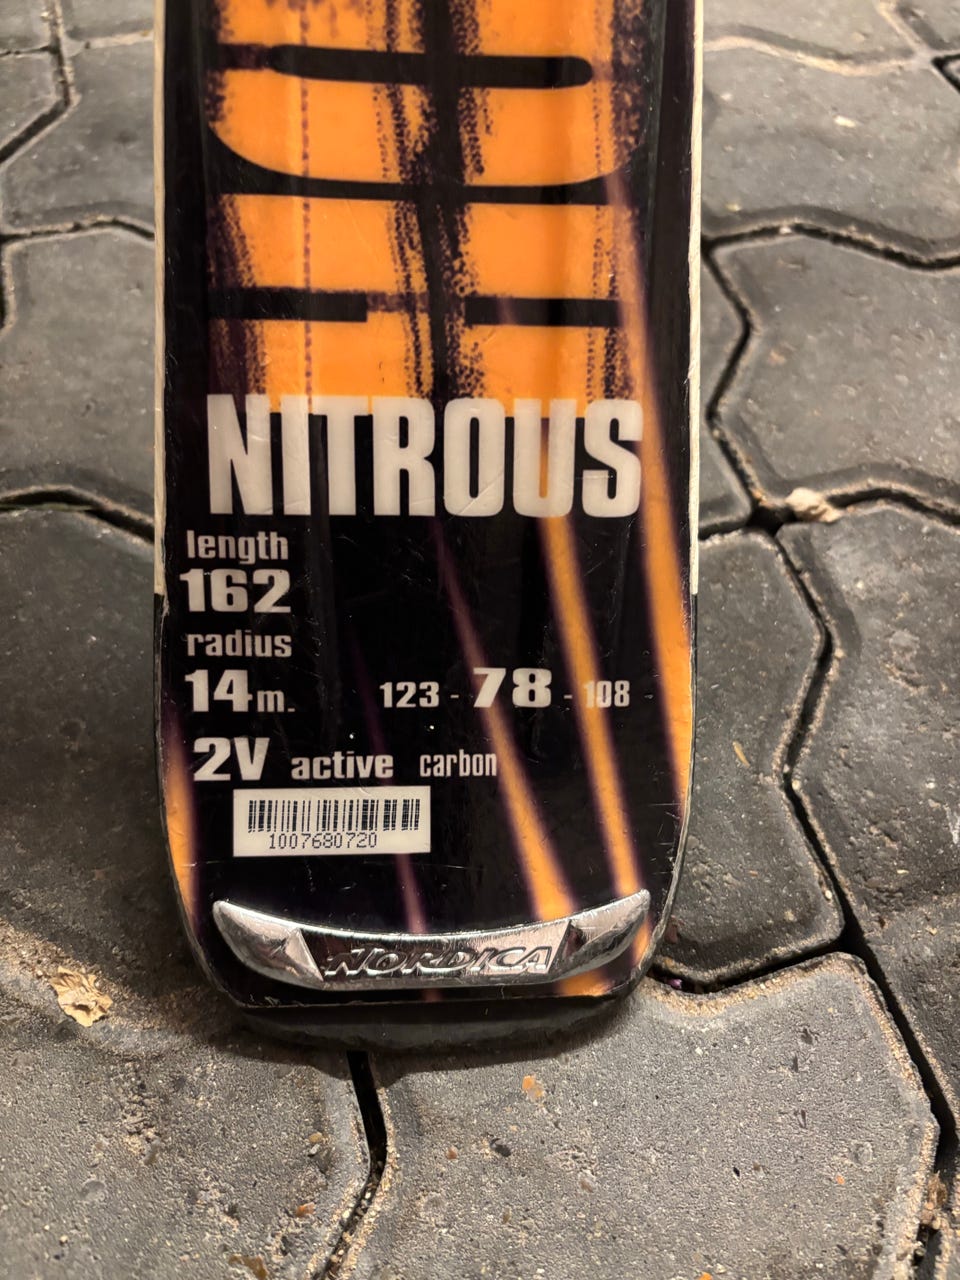 NITROUS
length
162
radius
14m.
123 - 78 - 108
2V active carbon
1007680720
NORDICA